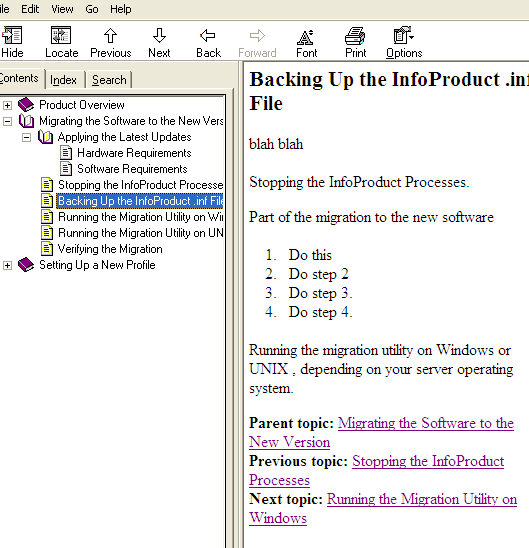 ile Edit View Go Help
Hide Locate Previous Next Back Forward Font Print Options
Contents Index Search
Product Overview
Migrating the Software to the New Vers
Applying the Latest Updates
Hardware Requirements
Software Requirements
Stopping the InfoProduct Processe
Backing Up the InfoProduct .inf File
Running the Migration Utility on Wi
Running the Migration Utility on UN
Verifying the Migration
Setting Up a New Profile
Backing Up the InfoProduct .inf
File
blah blah
Stopping the InfoProduct Processes.
Part of the migration to the new software
1. Do this
2. Do step 2
3. Do step 3.
4. Do step 4.
Running the migration utility on Windows or
UNIX , depending on your server operating
system.
Parent topic: Migrating the Software to the
New Version
Previous topic: Stopping the InfoProduct
Processes
Next topic: Running the Migration Utility on
Windows